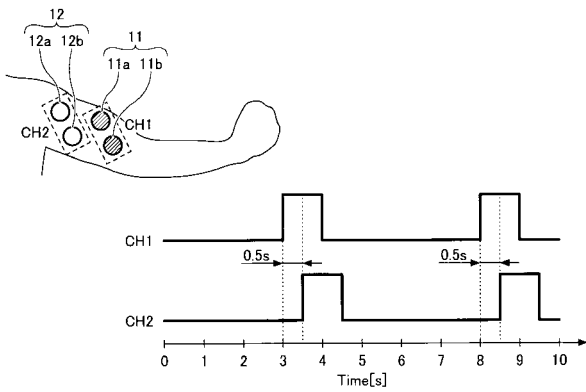 12
12a 12b
11
11a 11b
CH2
CH1
CH1
0.5s
0.5s
CH2
0 1 2 3 4 5 6 7 8 9 10
Time[s]